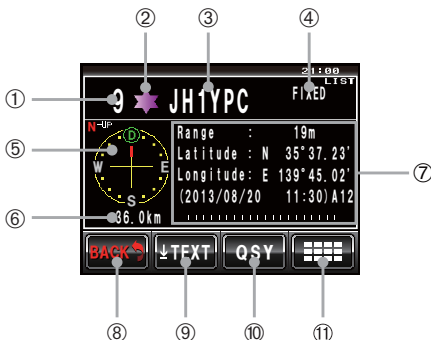 ② ③ ④
21:00
LIST
① 9 JH1YPC FIXED
N-UP
D
⑤ W E
S
⑥ 36.0km
Range : 19m
Latitude : N 35°37.23'
Longitude: E 139°45.02'
(2013/08/20 11:30)A12
⑦
BACK TEXT QSY
⑧ ⑨ ⑩ ⑪